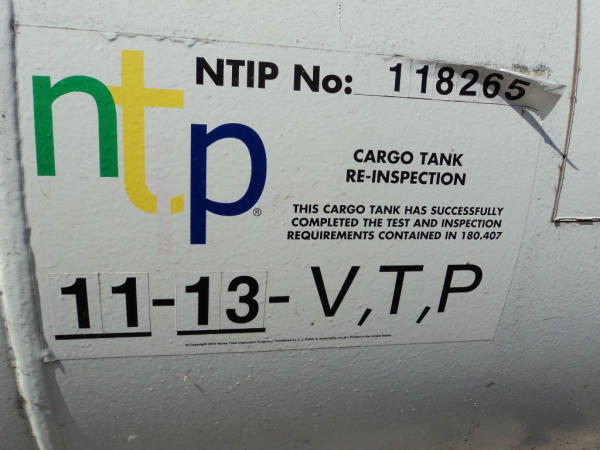 NTIP No: 118265
ntp®
CARGO TANK
RE-INSPECTION
THIS CARGO TANK HAS SUCCESSFULLY
COMPLETED THE TEST AND INSPECTION
REQUIREMENTS CONTAINED IN 180.407
11-13-V,T,P